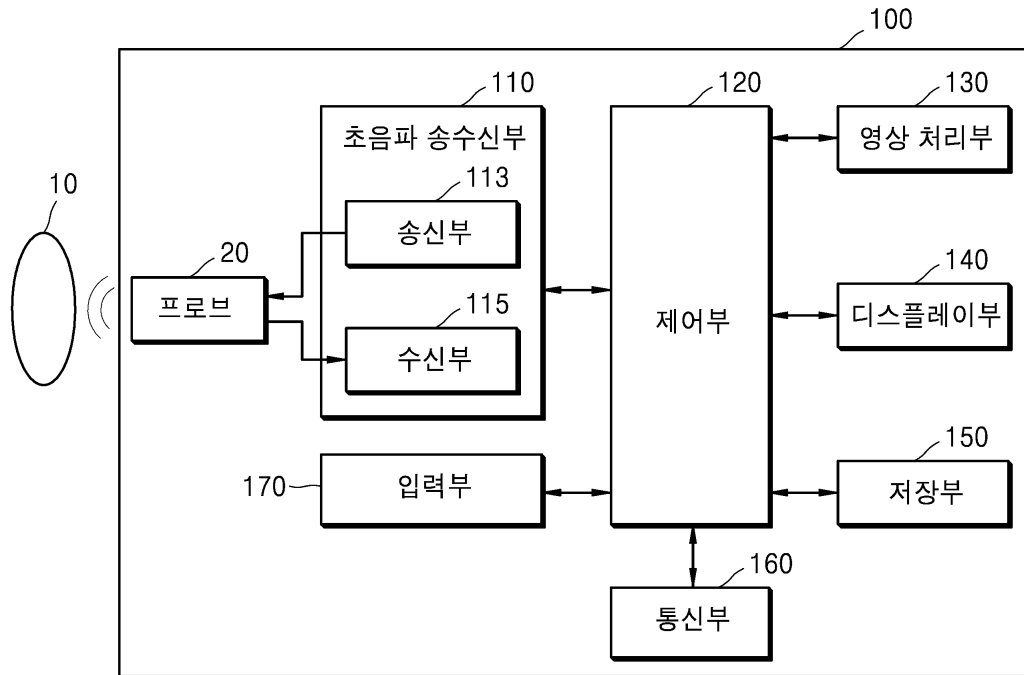 100
110
120
130
초음파 송수신부
영상 처리부
113
10
송신부
20
140
프로브
115
제어부
디스플레이부
수신부
150
170
입력부
저장부
160
통신부